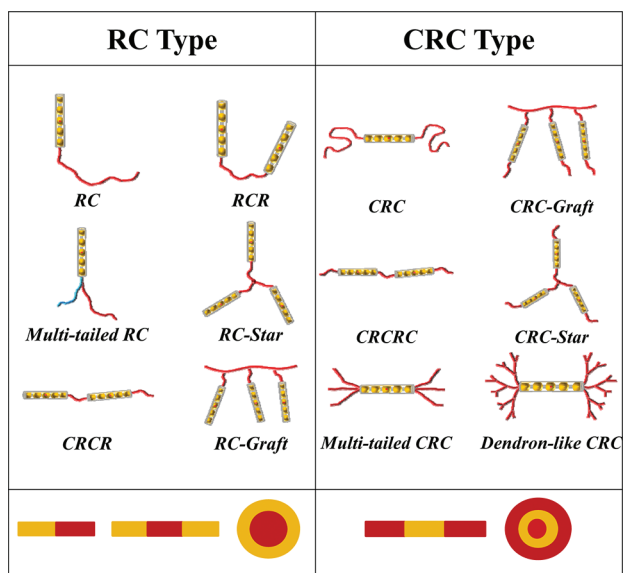 RC Type
CRC Type
RC
RCR
CRC
CRC-Graft
Multi-tailed RC
RC-Star
CRCRC
CRC-Star
CRCR
RC-Graft
Multi-tailed CRC
Dendron-like CRC